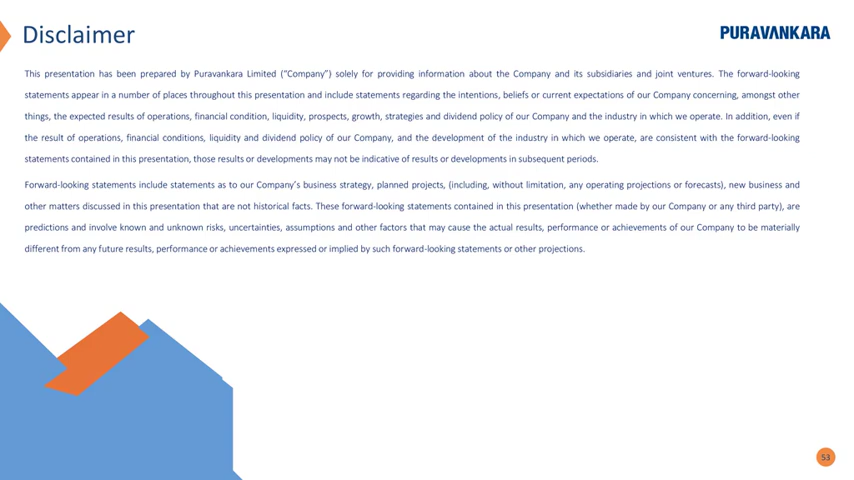 Disclaimer
PURAVANKARA
This presentation has been prepared by Puravankara Limited (“Company”) solely for providing information about the Company and its subsidiaries and joint ventures. The forward-looking
statements appear in a number of places throughout this presentation and include statements regarding the intentions, beliefs or current expectations of our Company concerning, amongst other
things, the expected results of operations, financial condition, liquidity, prospects, growth, strategies and dividend policy of our Company and the industry in which we operate. In addition, even if
the result of operations, financial conditions, liquidity and dividend policy of our Company, and the development of the industry in which we operate, are consistent with the forward-looking
statements contained in this presentation, those results or developments may not be indicative of results or developments in subsequent periods.
Forward-looking statements include statements as to our Company’s business strategy, planned projects, (including, without limitation, any operating projections or forecasts), new business and
other matters discussed in this presentation that are not historical facts. These forward-looking statements contained in this presentation (whether made by our Company or any third party), are
predictions and involve known and unknown risks, uncertainties, assumptions and other factors that may cause the actual results, performance or achievements of our Company to be materially
different from any future results, performance or achievements expressed or implied by such forward-looking statements or other projections.
53